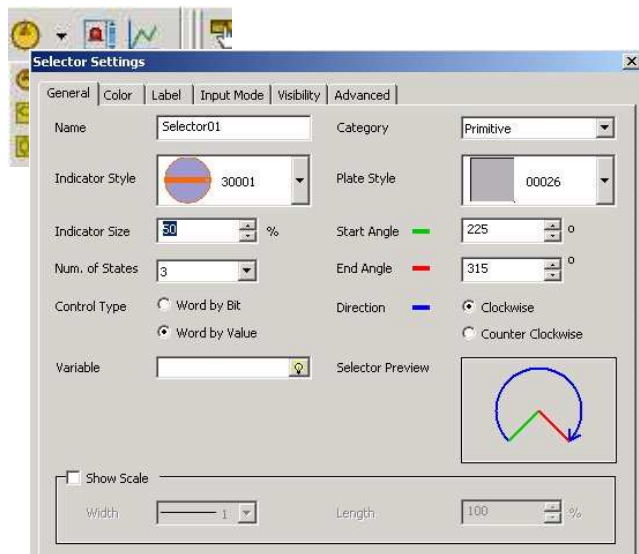 Selector Settings
General Color Label Input Mode Visibility Advanced
Name Selector01 Category Primitive
Indicator Style 30001 Plate Style 00026
Indicator Size 50 % Start Angle 225 °
Num. of States 3 End Angle 315 °
Control Type Word by Bit Direction Clockwise
Word by Value Counter Clockwise
Variable Selector Preview
Show Scale
Width 1 Length 100 %